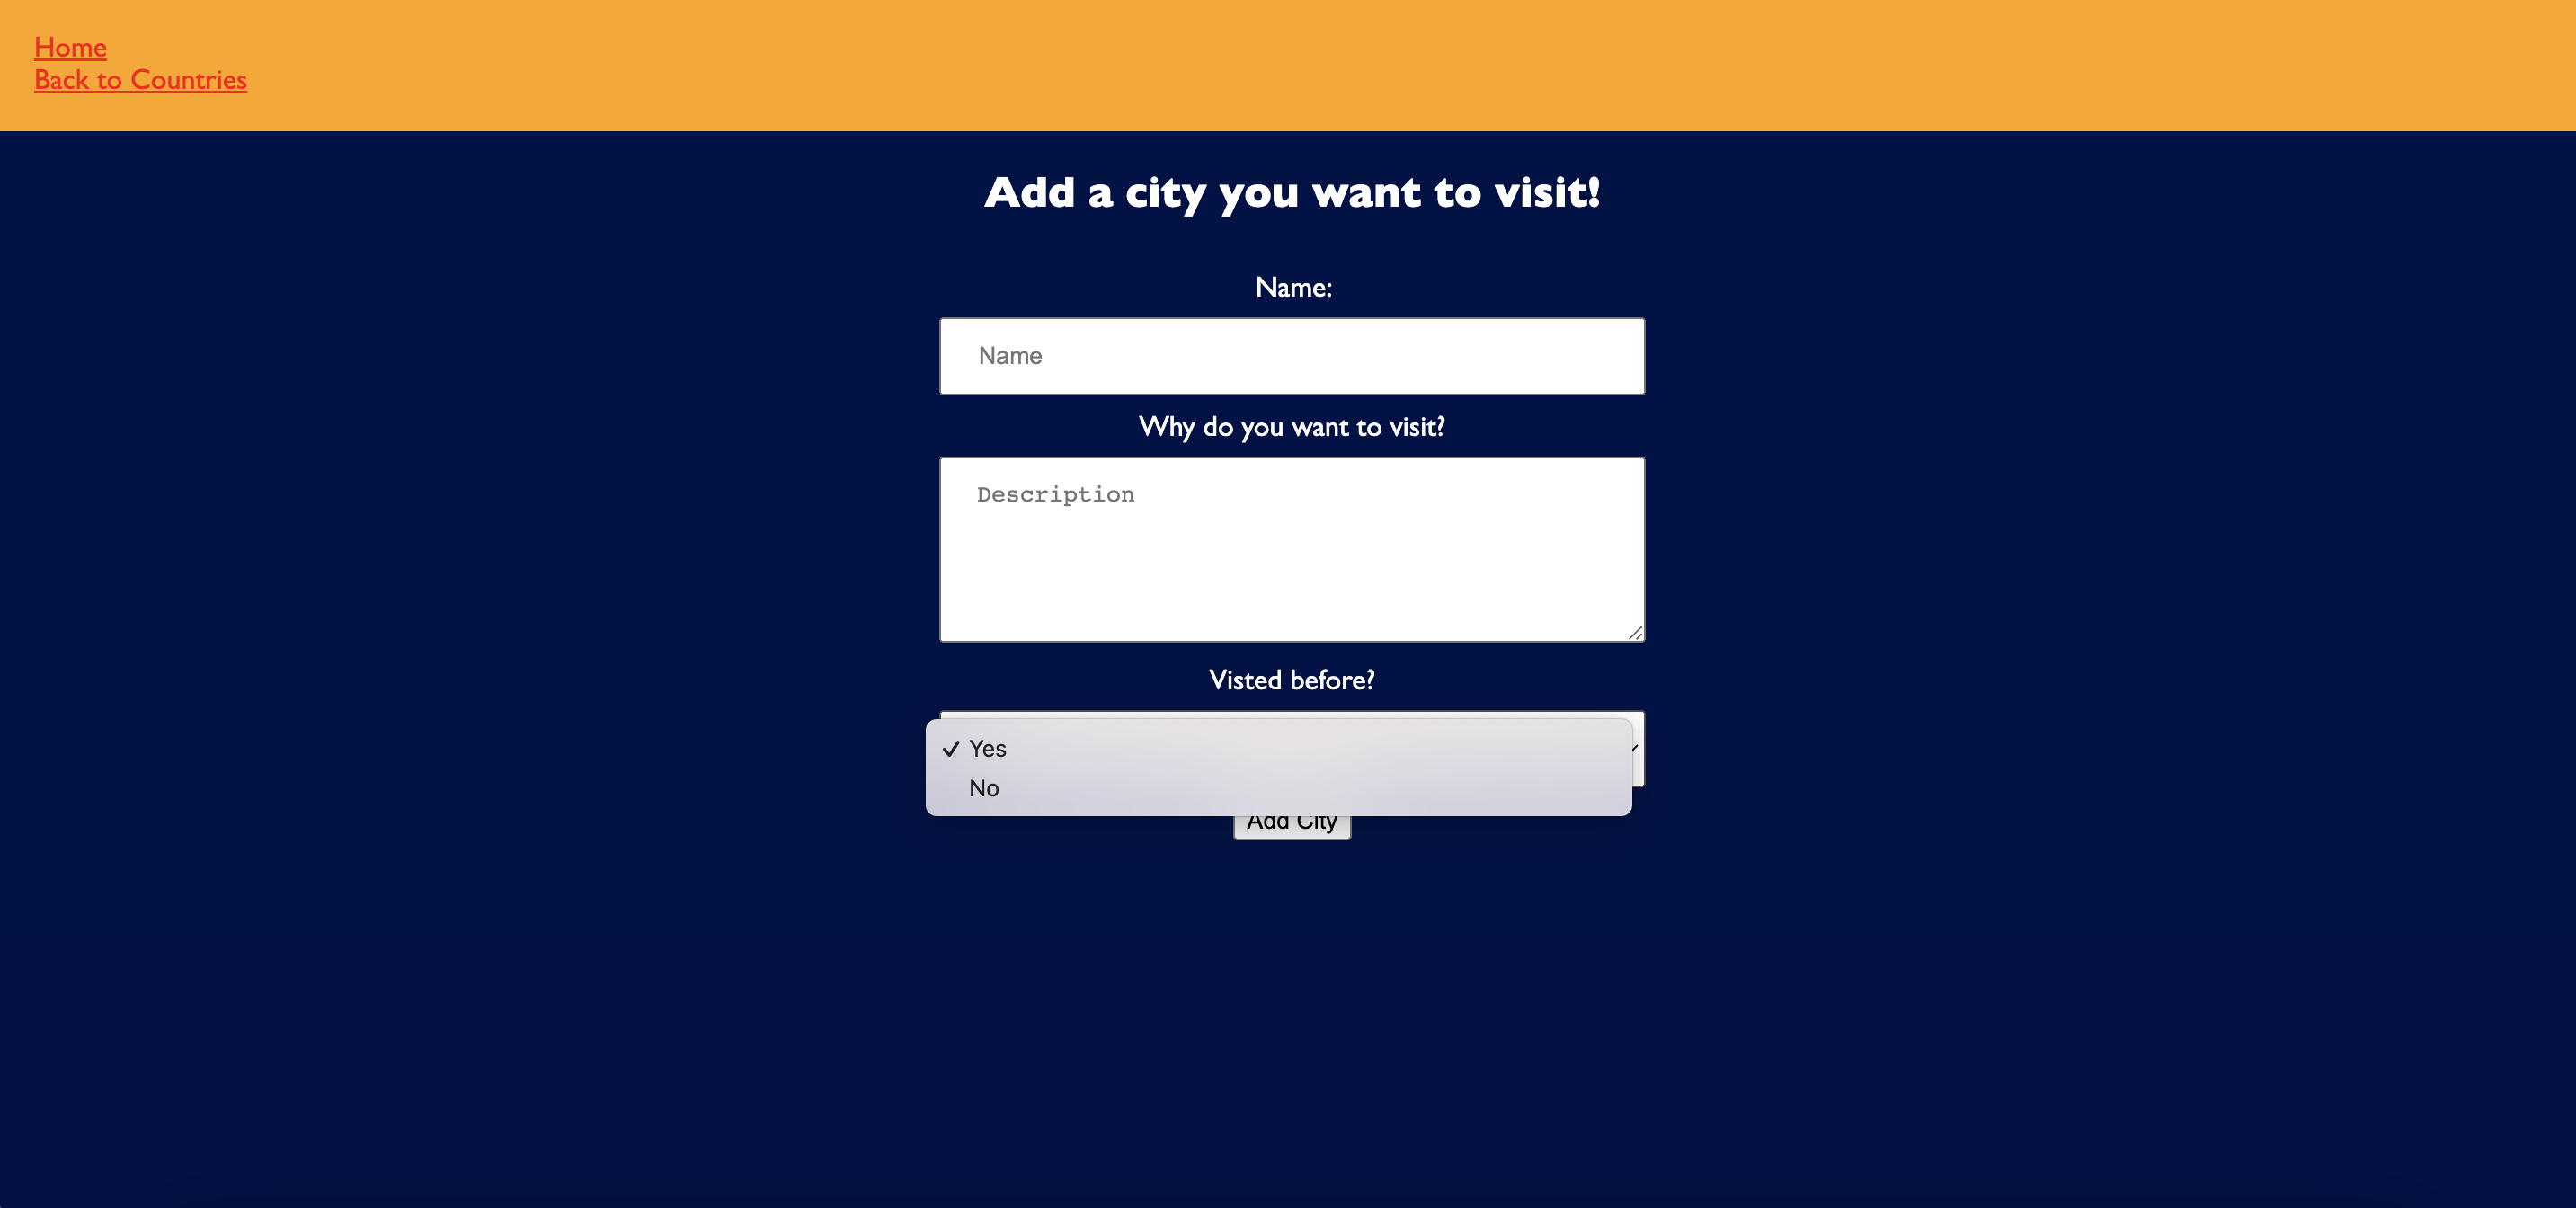 Home
Back to Countries
Add a city you want to visit!
Name:
Name
Why do you want to visit?
Description
Visted before?
Yes
No
Add City